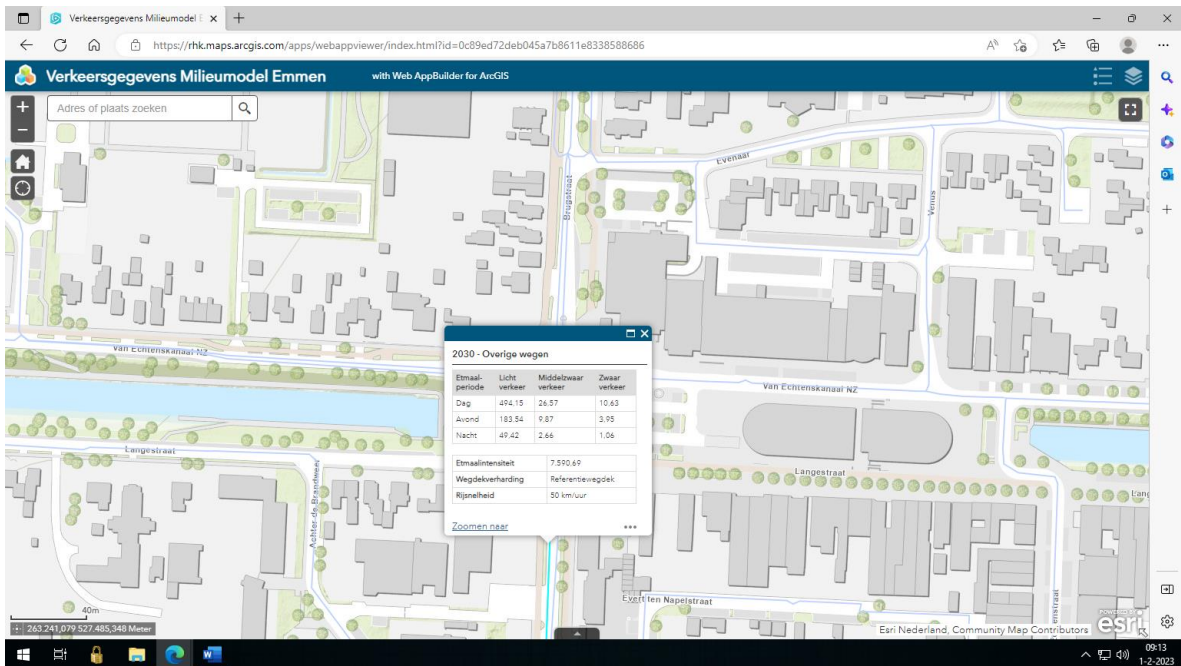 Verkeersgegevens Milieumodel E
https://rhk.maps.arcgis.com/apps/webappviewer/index.html?id=0c89ed72deb045a7b8611e8338588686
Verkeersgegevens Milieumodel Emmen
with Web AppBuilder for ArcGIS
Adres of plaats zoeken
Evenaar
Brugstraat
Venus
Van Echtenskanaal NZ
Van Echtenskanaal NZ
Langestraat
Langestraat
Lang
Achter de Brandweer
Evert ten Napelstraat
2030 - Overige wegen
Etmaal-periode Licht verkeer Middelzwaar verkeer Zwaar verkeer
Dag 494.15 26.57 10.63
Avond 183.54 9.87 3,95
Nacht 49.42 2.66 1,06
Etmaalintensiteit 7.590,69
Wegdekverharding Referentiewegdek
Rijsnelheid 50 km/uur
Zoomen naar
40m
263.241,079 527.485,348 Meter
Esri Nederland, Community Map Contributors
POWERED BY
esri
09:13
1-2-2023